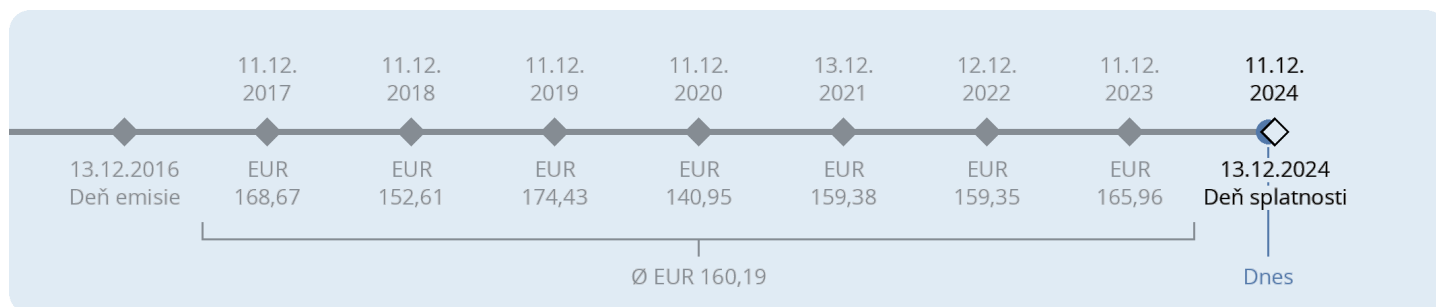 11.12. 11.12. 11.12. 11.12. 13.12. 12.12. 11.12. 11.12.
2017 2018 2019 2020 2021 2022 2023 2024
13.12.2016 EUR EUR EUR EUR EUR EUR EUR 13.12.2024
Deň emisie 168,67 152,61 174,43 140,95 159,38 159,35 165,96 Deň splatnosti
Ø EUR 160,19 Dnes